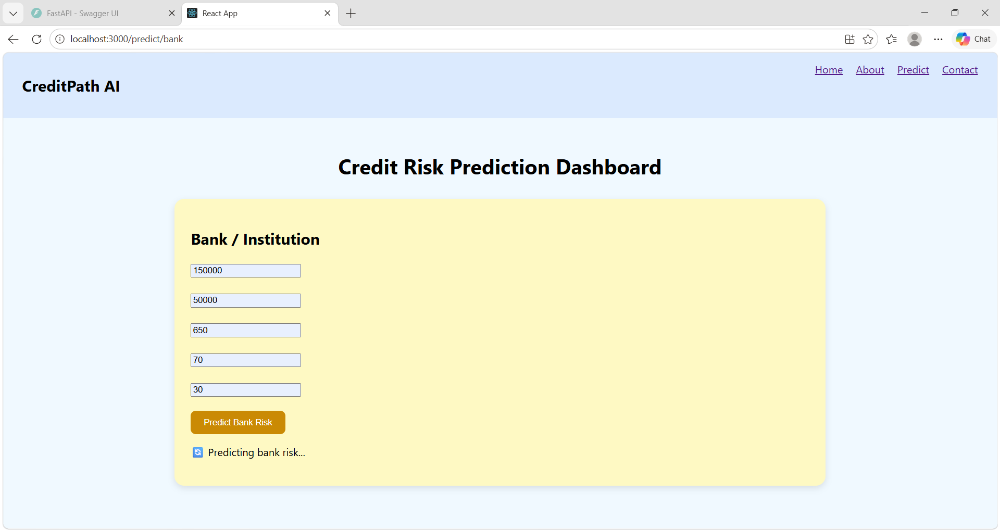 FastAPI - Swagger UI
React App
localhost:3000/predict/bank
Chat
CreditPath AI
Home About Predict Contact
Credit Risk Prediction Dashboard
Bank / Institution
150000
50000
650
70
30
Predict Bank Risk
Predicting bank risk...